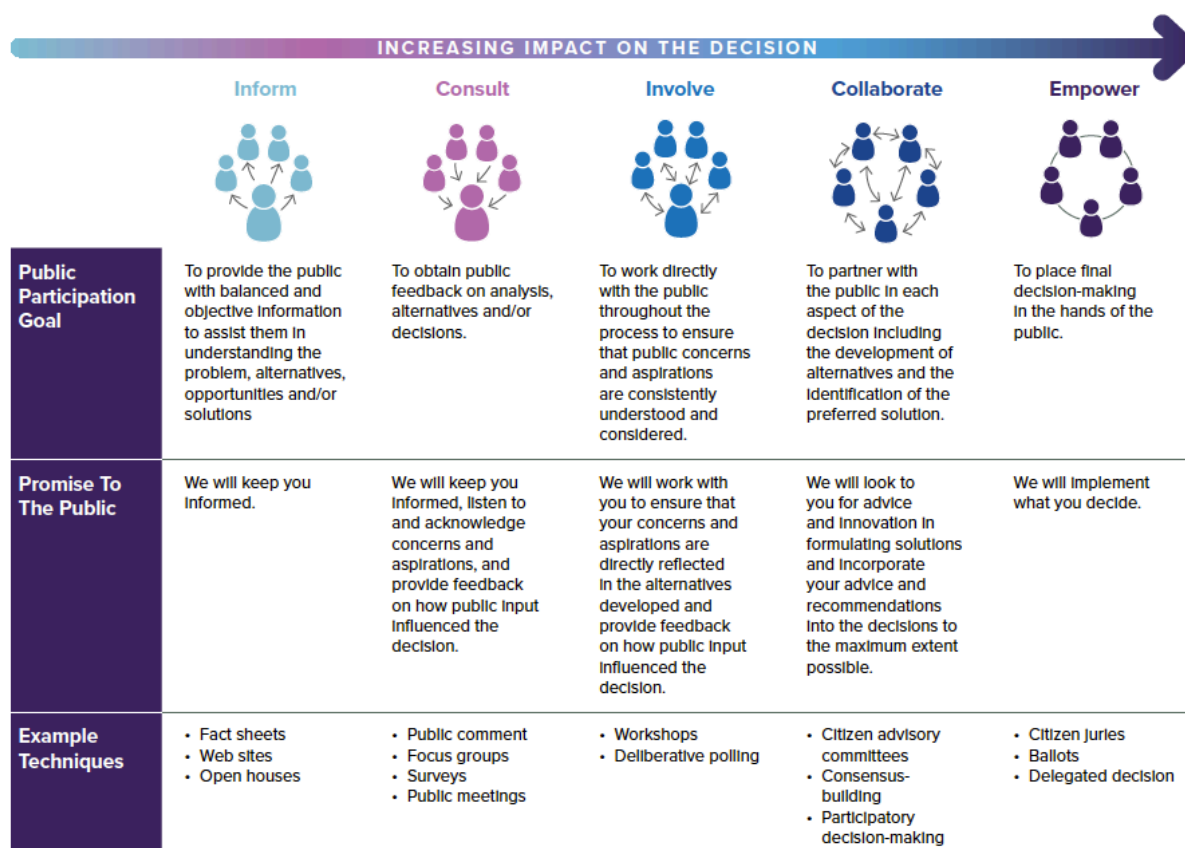 INCREASING IMPACT ON THE DECISION
Inform
Consult
Involve
Collaborate
Empower
Public
Participation
Goal
To provide the public
with balanced and
objective information
to assist them in
understanding the
problem, alternatives,
opportunities and/or
solutions
To obtain public
feedback on analysis,
alternatives and/or
decisions.
To work directly
with the public
throughout the
process to ensure
that public concerns
and aspirations
are consistently
understood and
considered.
To partner with
the public in each
aspect of the
decision including
the development of
alternatives and the
identification of the
preferred solution.
To place final
decision-making
in the hands of the
public.
Promise To
The Public
We will keep you
informed.
We will keep you
informed, listen to
and acknowledge
concerns and
aspirations, and
provide feedback
on how public input
influenced the
decision.
We will work with
you to ensure that
your concerns and
aspirations are
directly reflected
in the alternatives
developed and
provide feedback
on how public input
influenced the
decision.
We will look to
you for advice
and innovation in
formulating solutions
and incorporate
your advice and
recommendations
into the decisions to
the maximum extent
possible.
We will implement
what you decide.
Example
Techniques
• Fact sheets
• Web sites
• Open houses
• Public comment
• Focus groups
• Surveys
• Public meetings
• Workshops
• Deliberative polling
• Citizen advisory
committees
• Consensus-
building
• Participatory
decision-making
• Citizen juries
• Ballots
• Delegated decision